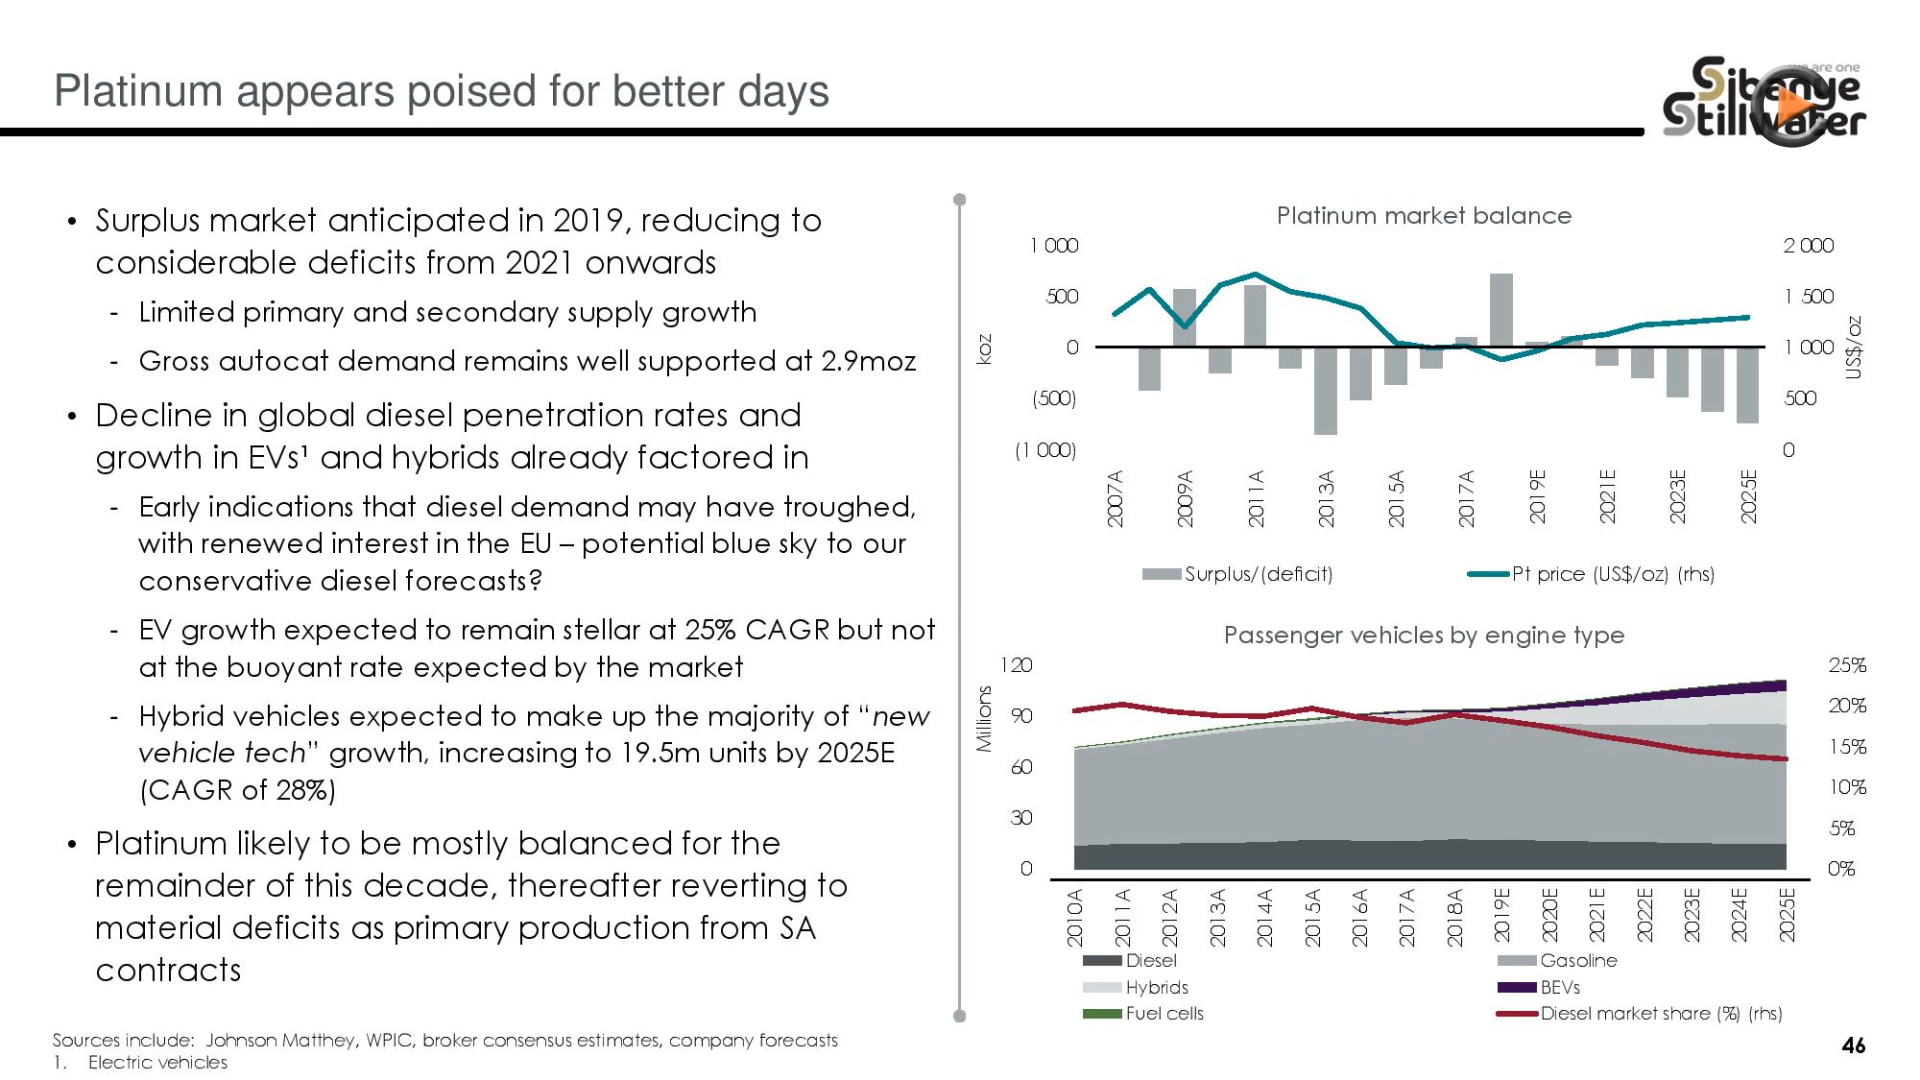 Platinum appears poised for better days
we are one
Sibanye
Stillwater
• Surplus market anticipated in 2019, reducing to
considerable deficits from 2021 onwards
- Limited primary and secondary supply growth
- Gross autocat demand remains well supported at 2.9moz
• Decline in global diesel penetration rates and
growth in EVs¹ and hybrids already factored in
- Early indications that diesel demand may have troughed,
with renewed interest in the EU – potential blue sky to our
conservative diesel forecasts?
- EV growth expected to remain stellar at 25% CAGR but not
at the buoyant rate expected by the market
- Hybrid vehicles expected to make up the majority of “new
vehicle tech” growth, increasing to 19.5m units by 2025E
(CAGR of 28%)
• Platinum likely to be mostly balanced for the
remainder of this decade, thereafter reverting to
material deficits as primary production from SA
contracts
Platinum market balance
1 000
500
0
(500)
(1 000)
koz
2 000
1 500
1 000
500
0
US$/oz
2007A 2009A 2011A 2013A 2015A 2017A 2019E 2021E 2023E 2025E
Surplus/(deficit) Pt price (US$/oz) (rhs)
Passenger vehicles by engine type
120
90
60
30
0
Millions
25%
20%
15%
10%
5%
0%
2010A 2011A 2012A 2013A 2014A 2015A 2016A 2017A 2018A 2019E 2020E 2021E 2022E 2023E 2024E 2025E
Diesel Gasoline
Hybrids BEVs
Fuel cells Diesel market share (%) (rhs)
Sources include: Johnson Matthey, WPIC, broker consensus estimates, company forecasts
1. Electric vehicles
46